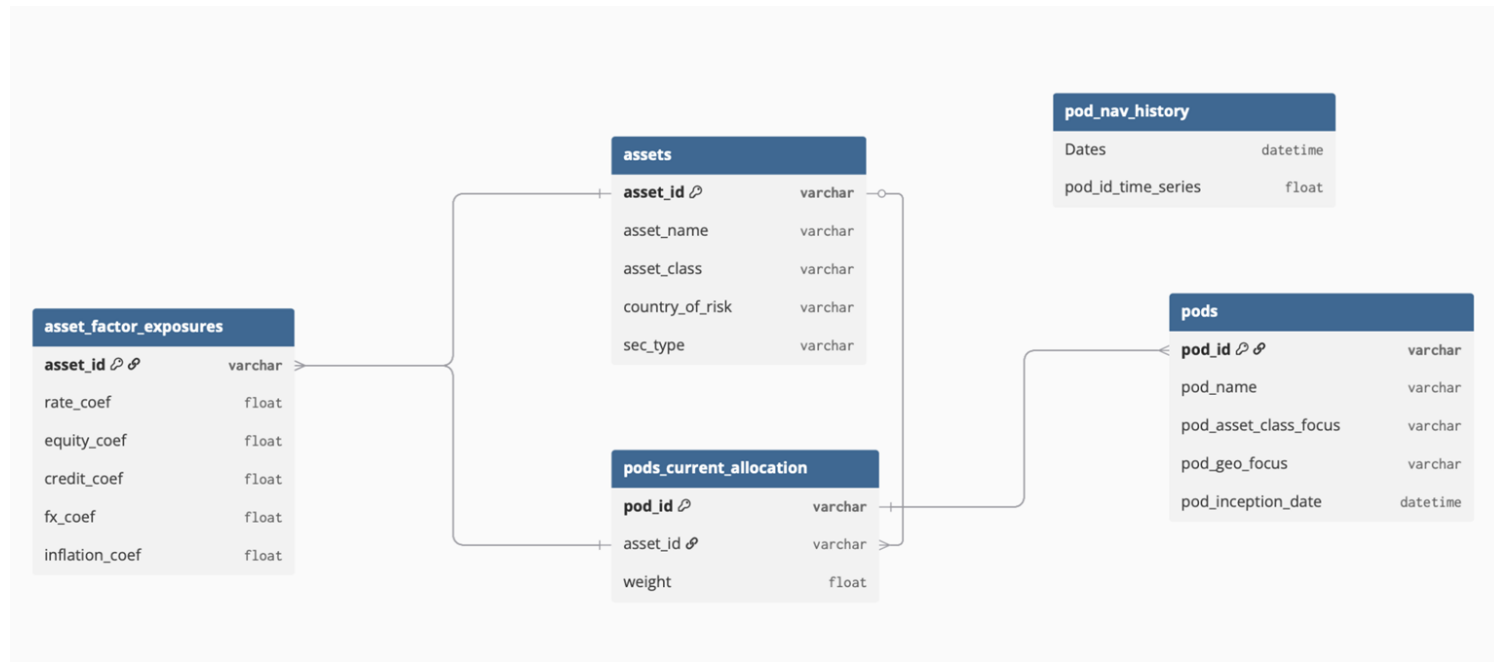 pod_nav_history
Dates datetime
pod_id_time_series float
assets
asset_id varchar
asset_name varchar
asset_class varchar
country_of_risk varchar
sec_type varchar
pods
pod_id varchar
pod_name varchar
pod_asset_class_focus varchar
pod_geo_focus varchar
pod_inception_date datetime
asset_factor_exposures
asset_id varchar
rate_coef float
equity_coef float
credit_coef float
fx_coef float
inflation_coef float
pods_current_allocation
pod_id varchar
asset_id varchar
weight float